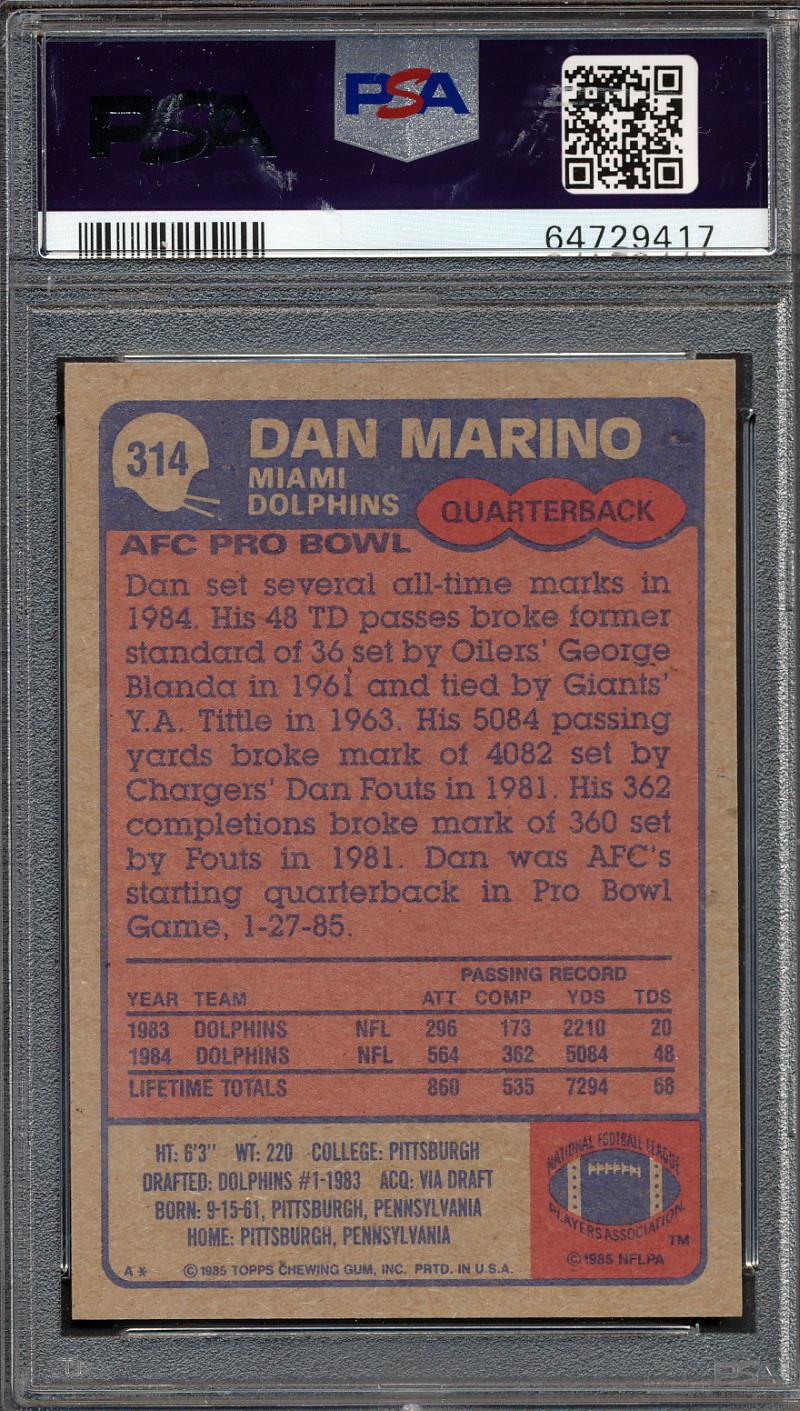 PSA
PSA
64729417
314
DAN MARINO
MIAMI
DOLPHINS
QUARTERBACK
AFC PRO BOWL
Dan set several all-time marks in
1984. His 48 TD passes broke former
standard of 36 set by Oilers' George
Blanda in 1961 and tied by Giants'
Y.A. Tittle in 1963. His 5084 passing
yards broke mark of 4082 set by
Chargers' Dan Fouts in 1981. His 362
completions broke mark of 360 set
by Fouts in 1981. Dan was AFC's
starting quarterback in Pro Bowl
Game, 1-27-85.
PASSING RECORD
YEAR TEAM ATT COMP YDS TDS
1983 DOLPHINS NFL 296 173 2210 20
1984 DOLPHINS NFL 564 362 5084 48
LIFETIME TOTALS 860 535 7294 68
HT: 6'3" WT: 220 COLLEGE: PITTSBURGH
DRAFTED: DOLPHINS #1-1983 ACQ: VIA DRAFT
BORN: 9-15-61, PITTSBURGH, PENNSYLVANIA
HOME: PITTSBURGH, PENNSYLVANIA
NATIONAL FOOTBALL LEAGUE
PLAYERS ASSOCIATION
TM
© 1985 NFLPA
A* © 1985 TOPPS CHEWING GUM, INC. PRTD. IN U.S.A.
PSA